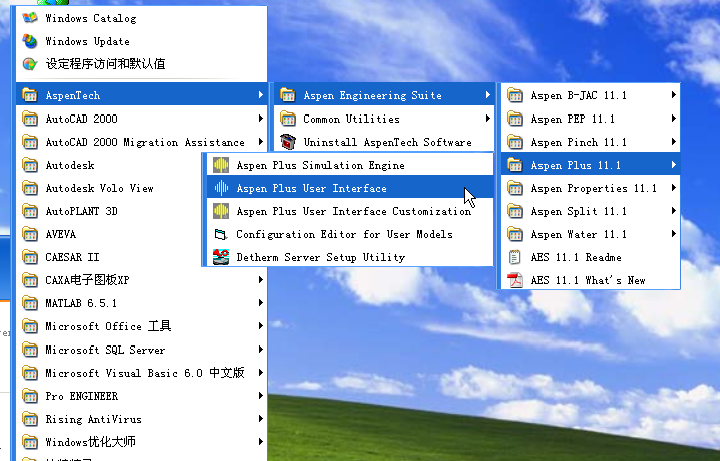 Windows Catalog
Windows Update
设定程序访问和默认值
AspenTech
AutoCAD 2000
AutoCAD 2000 Migration Assistance
Autodesk
Autodesk Volo View
AutoPLANT 3D
AVEVA
CAESAR II
CAXA电子图板XP
MATLAB 6.5.1
Microsoft Office 工具
Microsoft SQL Server
Microsoft Visual Basic 6.0 中文版
Pro ENGINEER
Rising AntiVirus
Windows优化大师
Aspen Engineering Suite
Common Utilities
Uninstall AspenTech Software
Aspen B-JAC 11.1
Aspen PEP 11.1
Aspen Pinch 11.1
Aspen Plus 11.1
Aspen Properties 11.1
Aspen Split 11.1
Aspen Water 11.1
AES 11.1 Readme
AES 11.1 What's New
Aspen Plus Simulation Engine
Aspen Plus User Interface
Aspen Plus User Interface Customization
Configuration Editor for User Models
Detherm Server Setup Utility